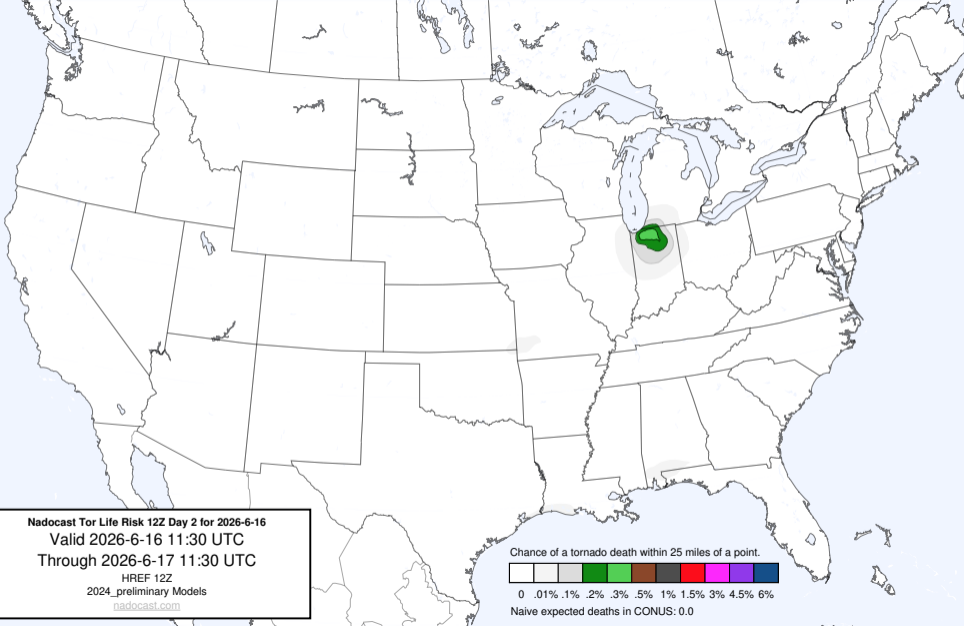 Nadocast Tor Life Risk 12Z Day 2 for 2026-6-16
Valid 2026-6-16 11:30 UTC
Through 2026-6-17 11:30 UTC
HREF 12Z
2024_preliminary Models
nadocast.com
Chance of a tornado death within 25 miles of a point.
0 .01% .1% .2% .3% .5% 1% 1.5% 3% 4.5% 6%
Naive expected deaths in CONUS: 0.0